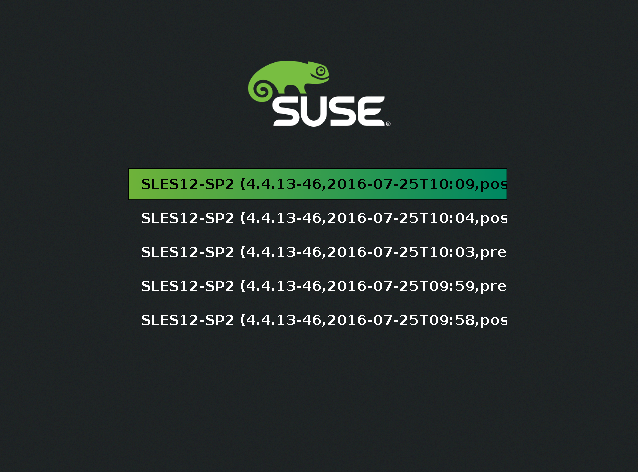 SUSE
SLES12-SP2 (4.4.13-46,2016-07-25T10:09,pos
SLES12-SP2 (4.4.13-46,2016-07-25T10:04,pos
SLES12-SP2 (4.4.13-46,2016-07-25T10:03,pre
SLES12-SP2 (4.4.13-46,2016-07-25T09:59,pre
SLES12-SP2 (4.4.13-46,2016-07-25T09:58,pos